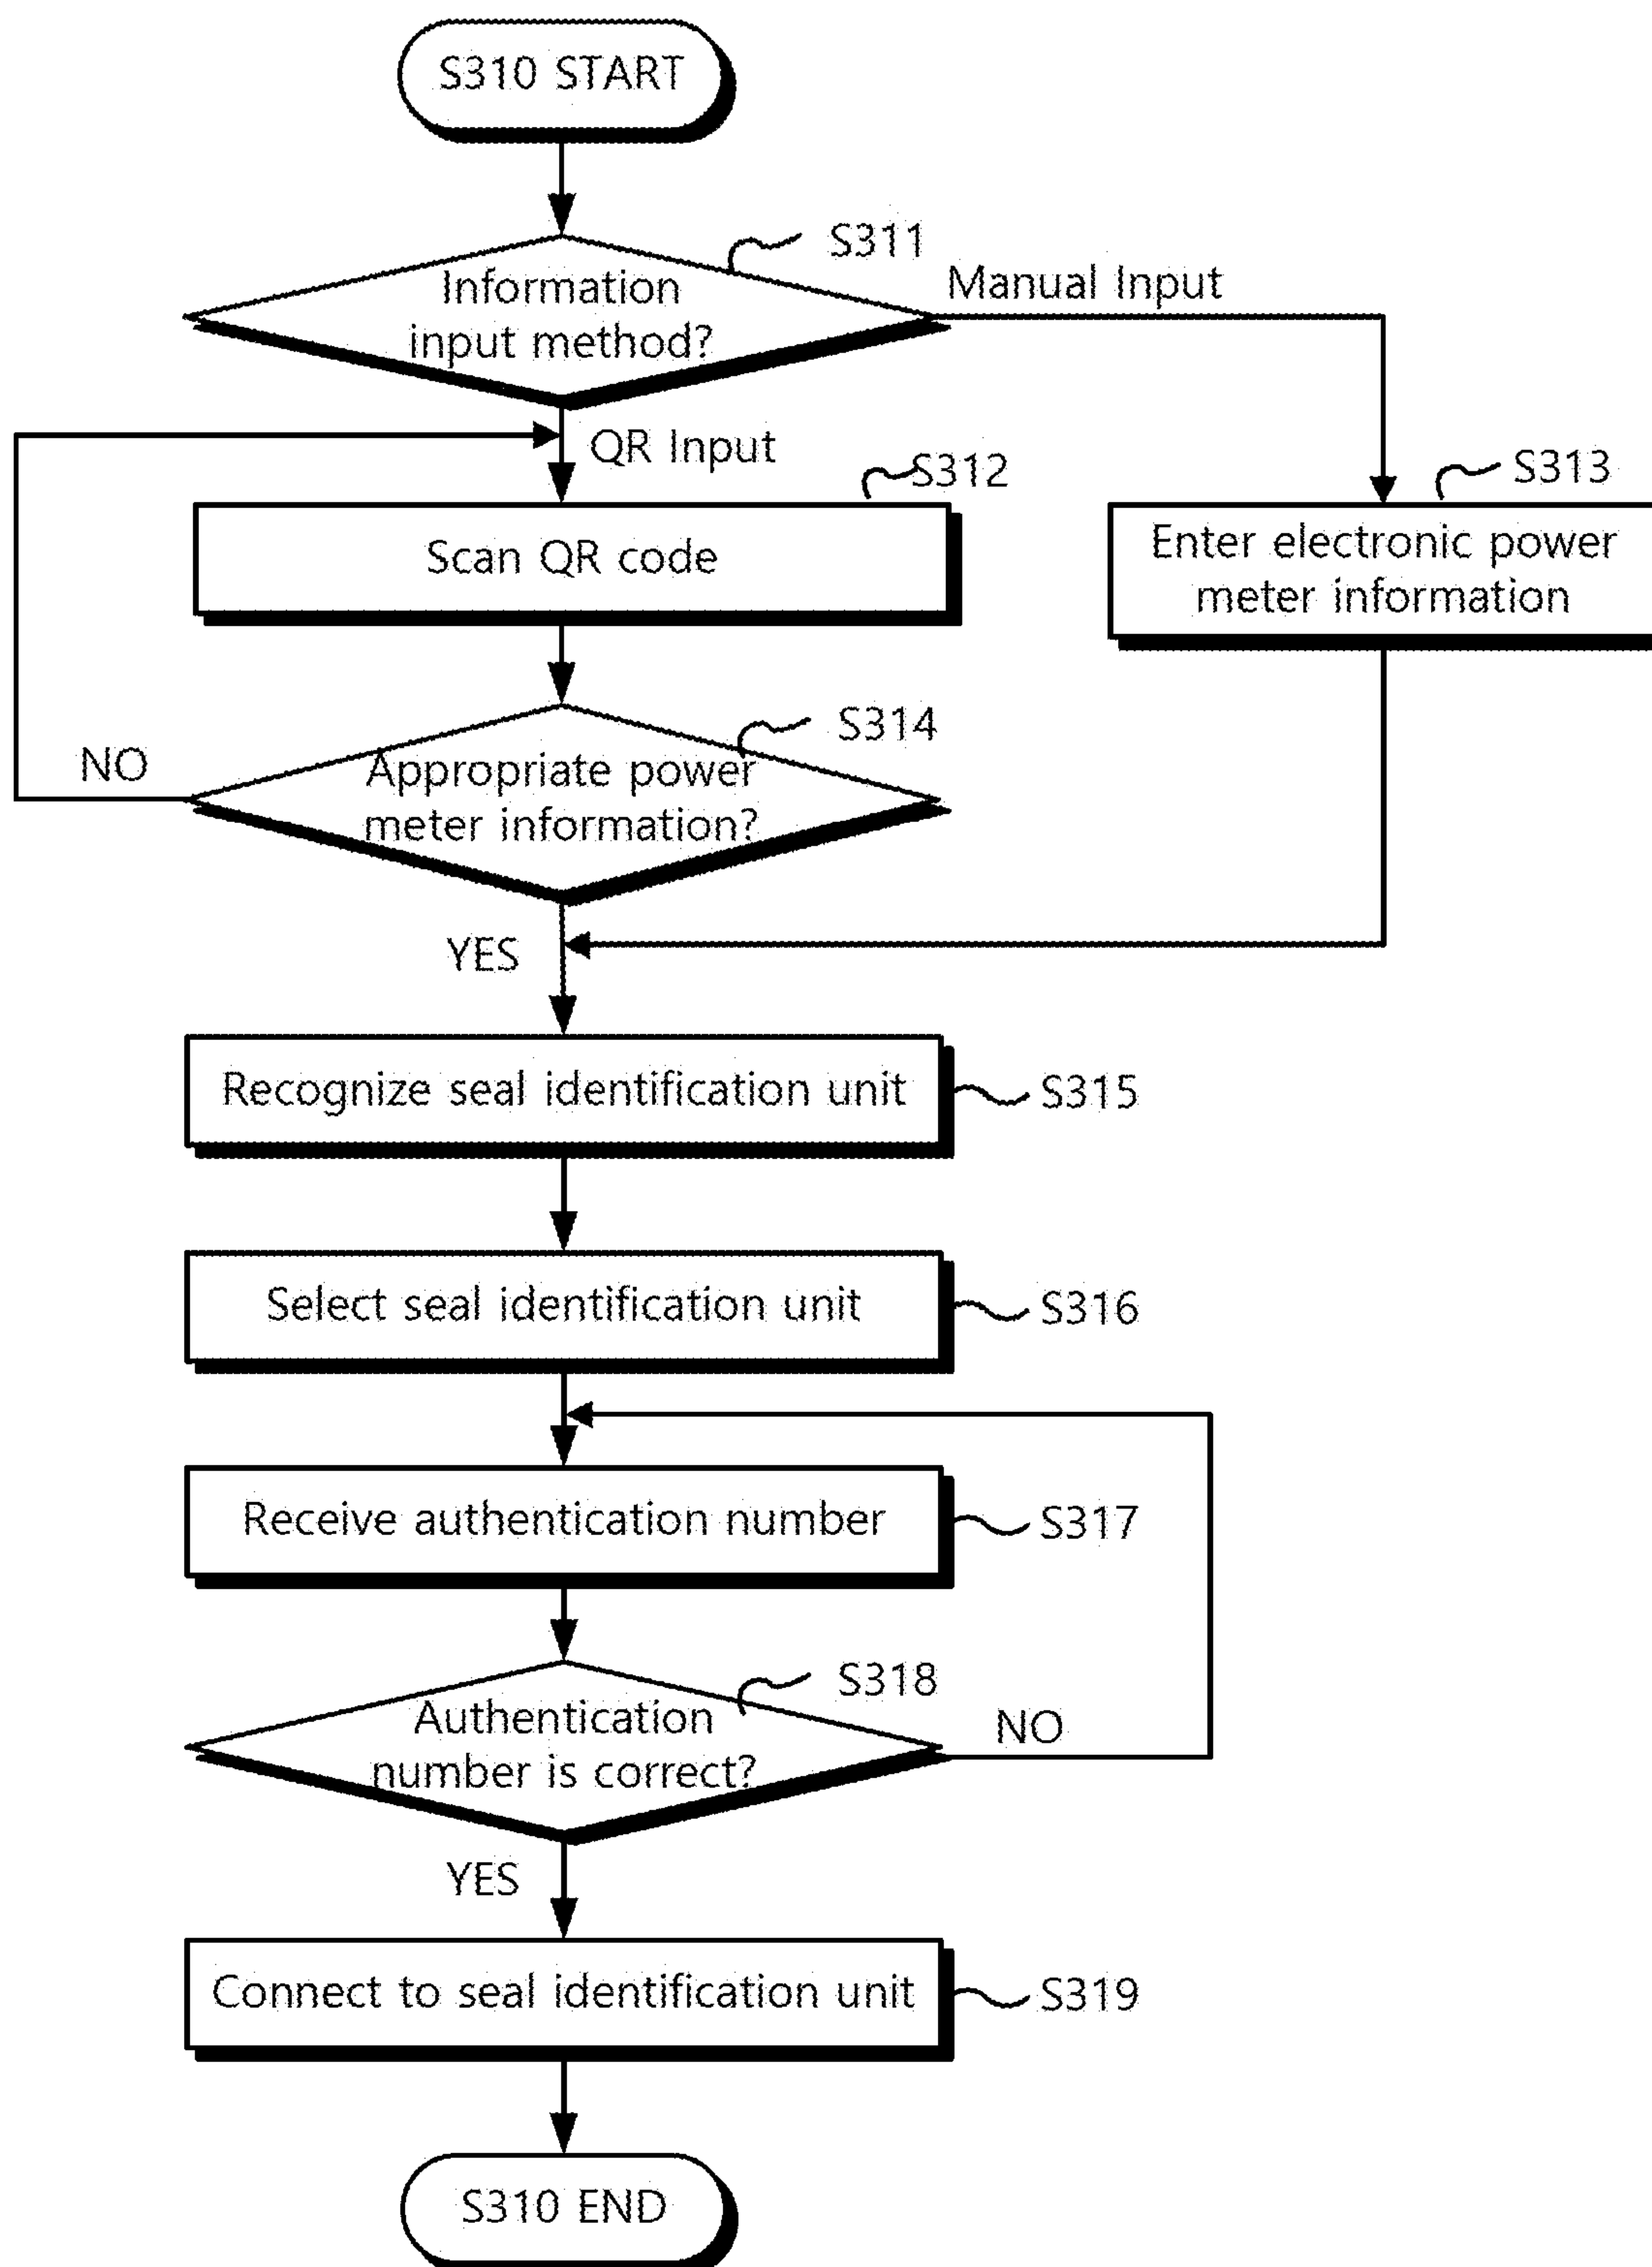 S310 START
S311
Information
input method?
Manual Input
QR Input
S312
S313
Scan QR code
Enter electronic power
meter information
S314
NO
Appropriate power
meter information?
YES
Recognize seal identification unit
S315
Select seal identification unit
S316
Receive authentication number
S317
S318
Authentication
number is correct?
NO
YES
Connect to seal identification unit
S319
S310 END